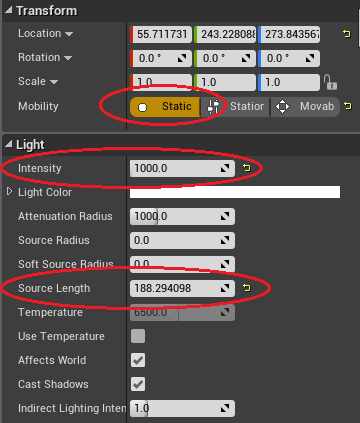 Transform
Location 55.711731 243.228088 273.843567
Rotation 0.0 ° 0.0 ° 0.0 °
Scale 1.0 1.0 1.0
Mobility Static Station Movab
Light
Intensity 1000.0
Light Color
Attenuation Radius 1000.0
Source Radius 0.0
Soft Source Radius 0.0
Source Length 188.294098
Temperature 6500.0
Use Temperature
Affects World
Cast Shadows
Indirect Lighting Inten 1.0